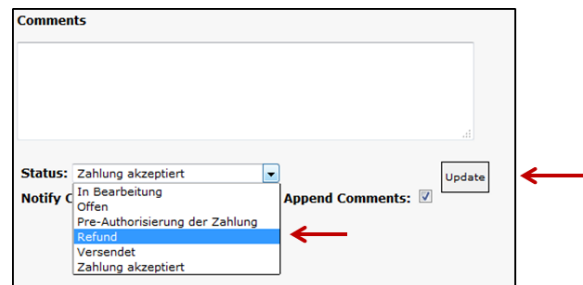 Comments
Status: Zahlung akzeptiert
Update
Notify C
Append Comments:
In Bearbeitung
Offen
Pre-Authorisierung der Zahlung
Refund
Versendet
Zahlung akzeptiert